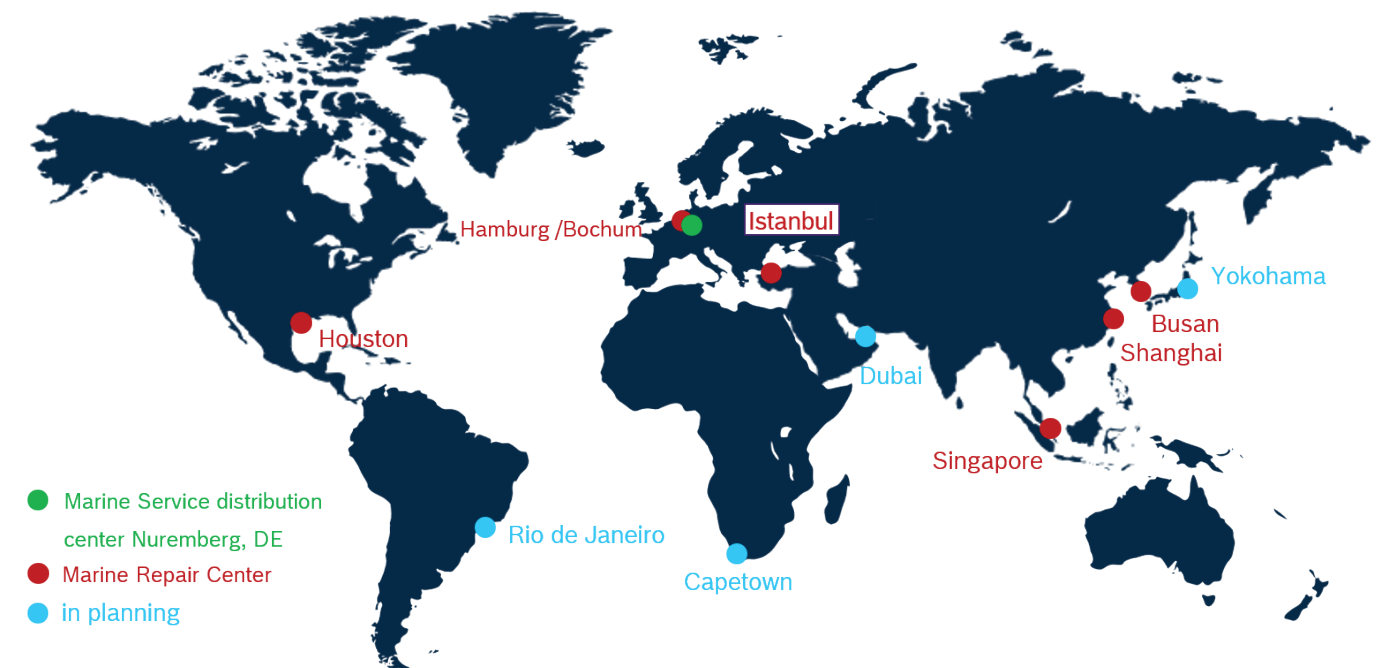 Istanbul
Hamburg /Bochum
Yokohama
Busan
Houston
Shanghai
Dubai
Singapore
Marine Service distribution
center Nuremberg, DE
Rio de Janeiro
Marine Repair Center
Capetown
in planning